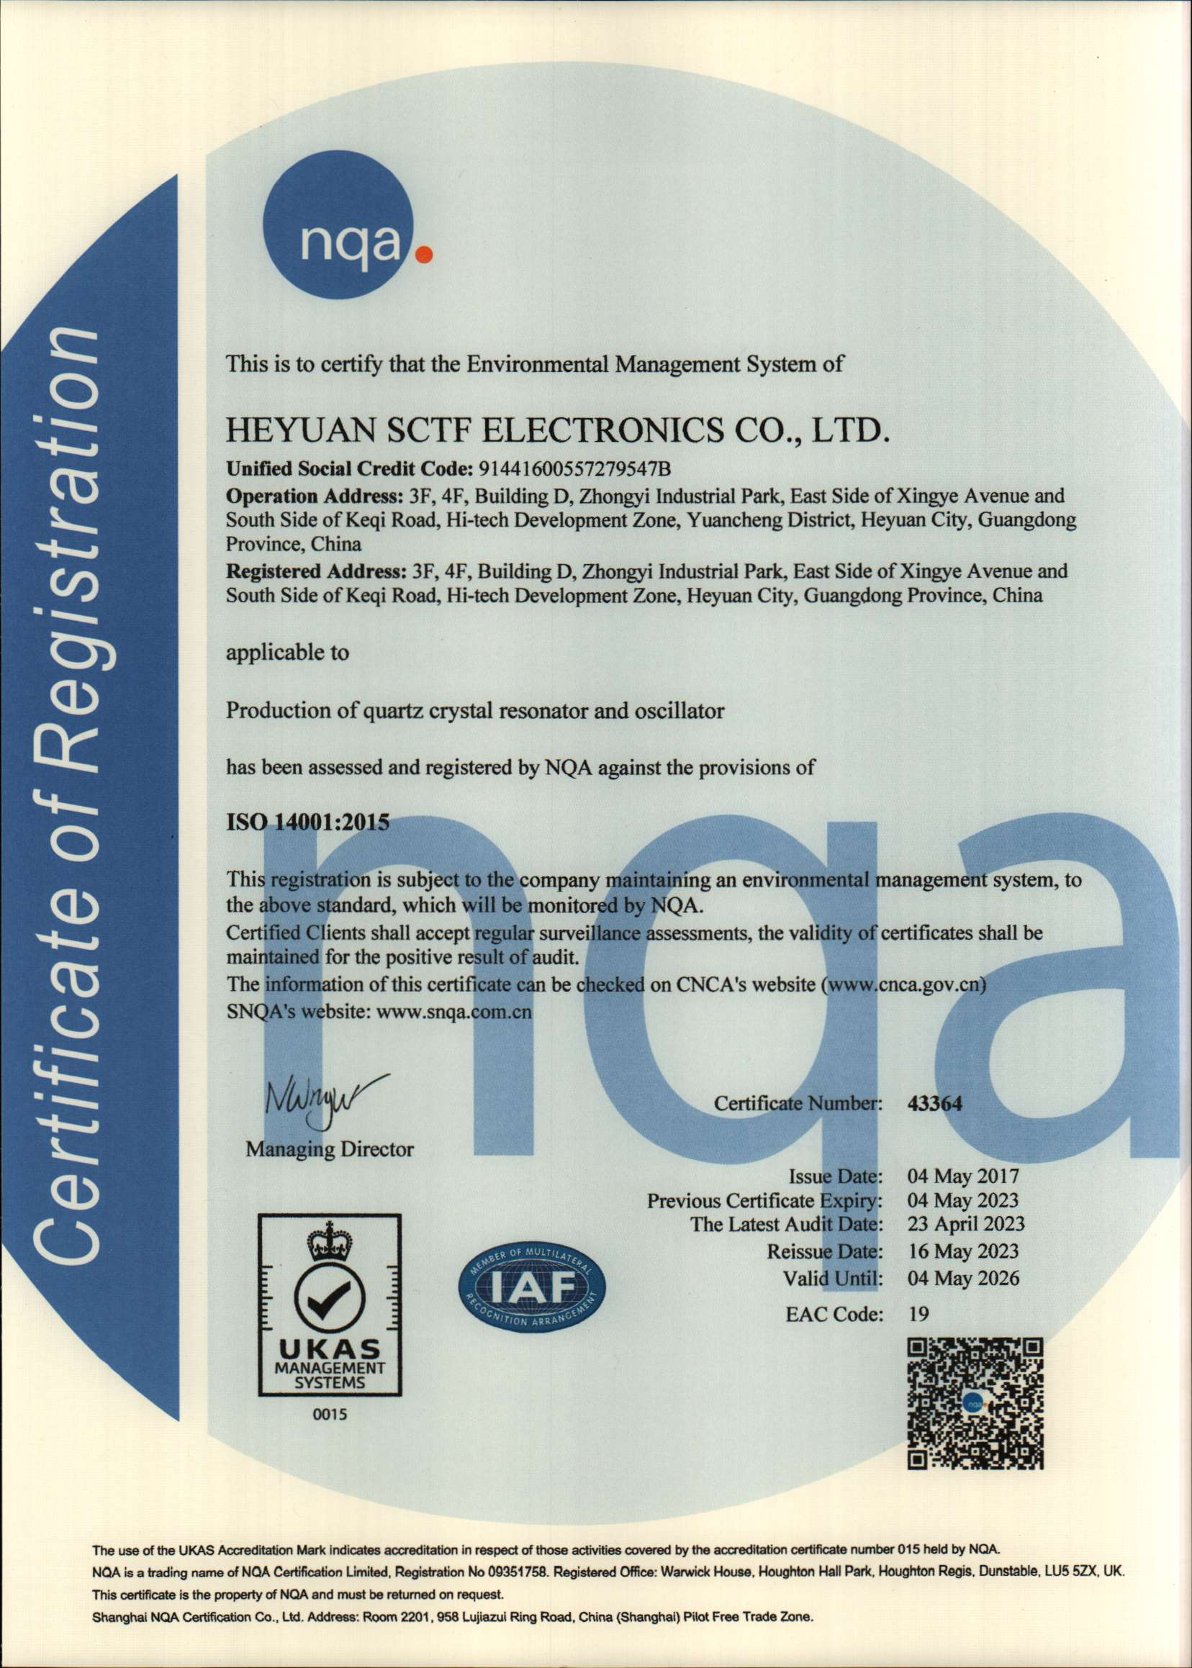 Certificate of Registration
nqa.
This is to certify that the Environmental Management System of
HEYUAN SCTF ELECTRONICS CO., LTD.
Unified Social Credit Code: 91441600557279547B
Operation Address: 3F, 4F, Building D, Zhongyi Industrial Park, East Side of Xingye Avenue and
South Side of Keqi Road, Hi-tech Development Zone, Yuancheng District, Heyuan City, Guangdong
Province, China
Registered Address: 3F, 4F, Building D, Zhongyi Industrial Park, East Side of Xingye Avenue and
South Side of Keqi Road, Hi-tech Development Zone, Heyuan City, Guangdong Province, China
applicable to
Production of quartz crystal resonator and oscillator
has been assessed and registered by NQA against the provisions of
ISO 14001:2015
nqa
This registration is subject to the company maintaining an environmental management system, to
the above standard, which will be monitored by NQA.
Certified Clients shall accept regular surveillance assessments, the validity of certificates shall be
maintained for the positive result of audit.
The information of this certificate can be checked on CNCA's website (www.cnca.gov.cn)
SNQA's website: www.snqa.com.cn
Managing Director
Certificate Number: 43364
Issue Date: 04 May 2017
Previous Certificate Expiry: 04 May 2023
The Latest Audit Date: 23 April 2023
Reissue Date: 16 May 2023
Valid Until: 04 May 2026
EAC Code: 19
UKAS
MANAGEMENT
SYSTEMS
0015
MEMBER OF MULTILATERAL
IAF
RECOGNITION ARRANGEMENT
nqa.
The use of the UKAS Accreditation Mark indicates accreditation in respect of those activities covered by the accreditation certificate number 015 held by NQA.
NQA is a trading name of NQA Certification Limited, Registration No 09351758. Registered Office: Warwick House, Houghton Hall Park, Houghton Regis, Dunstable, LU5 5ZX, UK.
This certificate is the property of NQA and must be returned on request.
Shanghai NQA Certification Co., Ltd. Address: Room 2201, 958 Lujiazui Ring Road, China (Shanghai) Pilot Free Trade Zone.